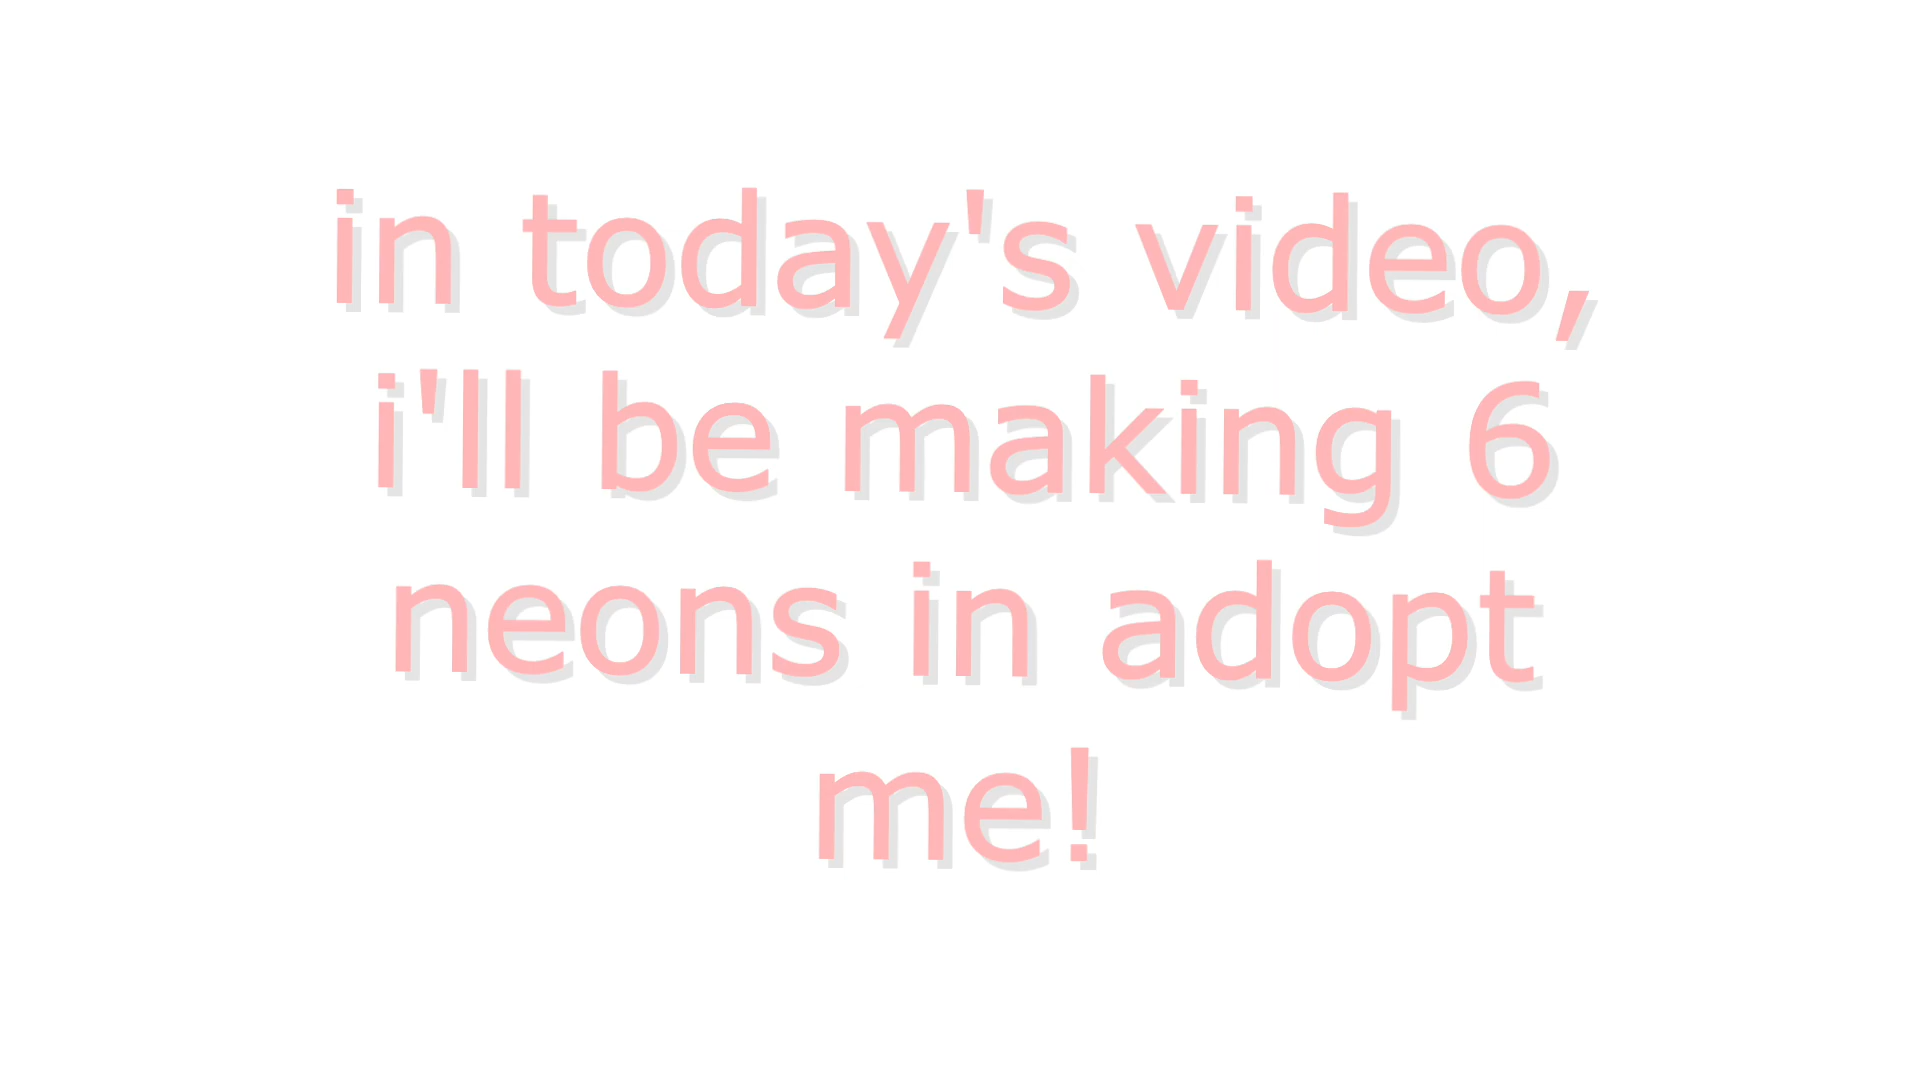 in today's video,
i'll be making 6
neons in adopt
me!